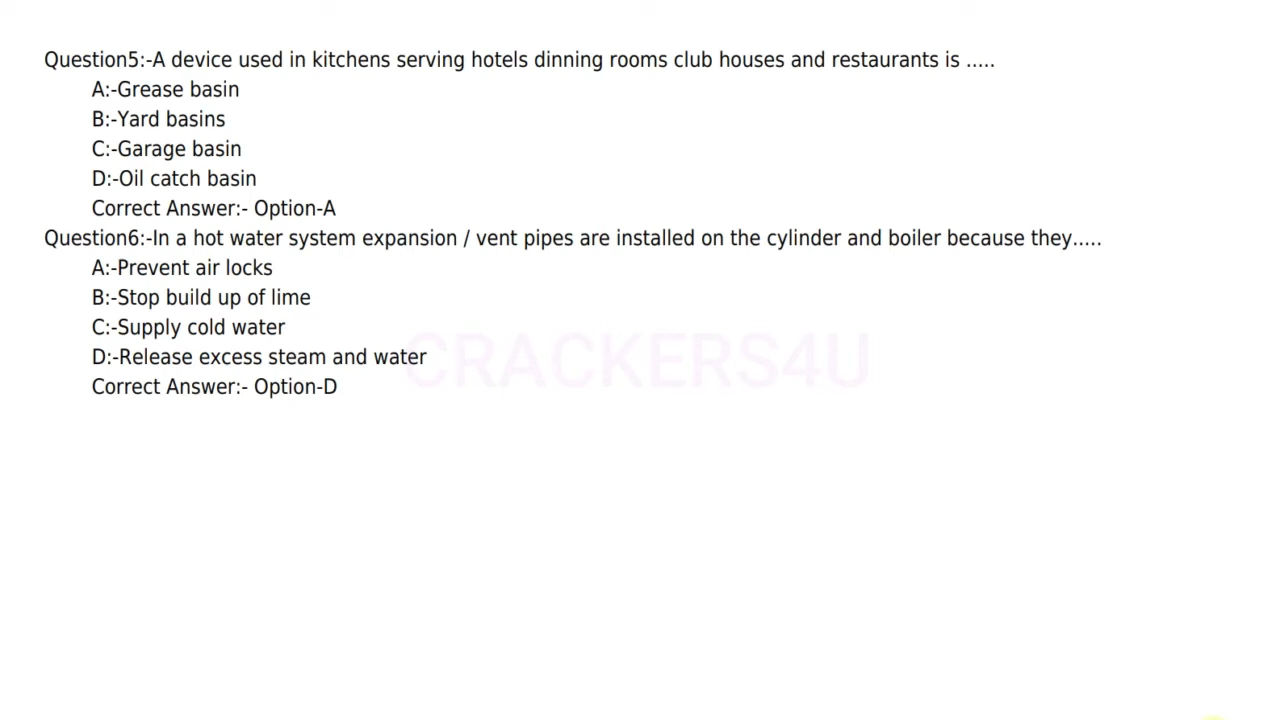 Question5:-A device used in kitchens serving hotels dinning rooms club houses and restaurants is .....
A:-Grease basin
B:-Yard basins
C:-Garage basin
D:-Oil catch basin
Correct Answer:- Option-A
Question6:-In a hot water system expansion / vent pipes are installed on the cylinder and boiler because they.....
A:-Prevent air locks
B:-Stop build up of lime
C:-Supply cold water
D:-Release excess steam and water
CRACKERS4U
Correct Answer:- Option-D